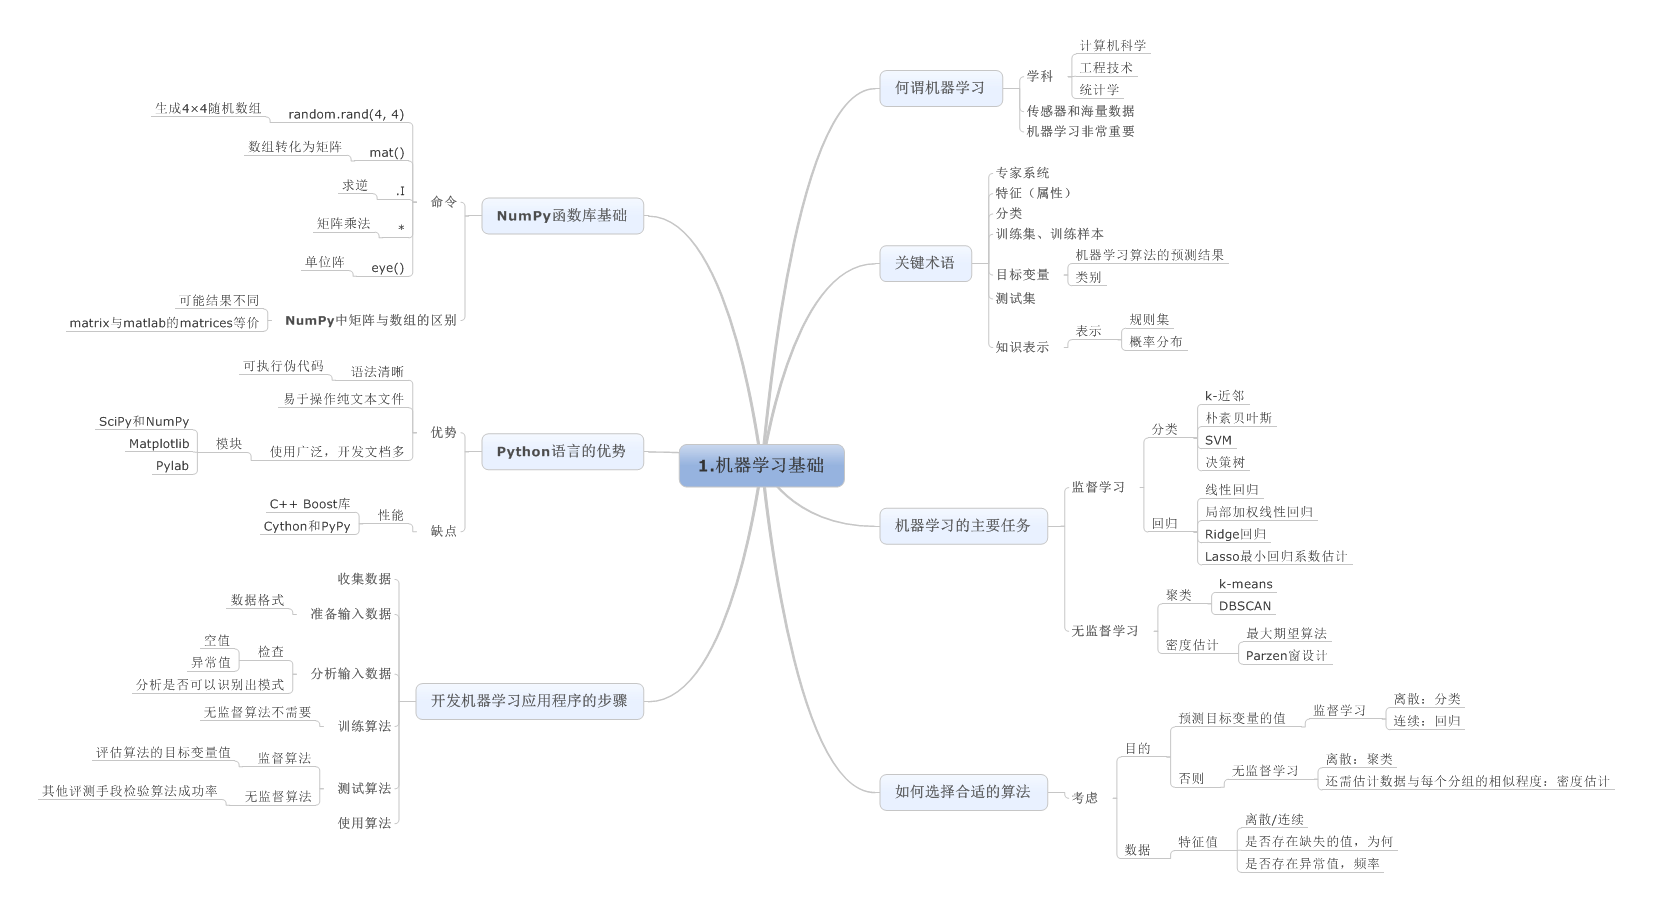 1.机器学习基础
何谓机器学习
学科
计算机科学
工程技术
统计学
传感器和海量数据
机器学习非常重要
关键术语
专家系统
特征（属性）
分类
训练集、训练样本
目标变量
机器学习算法的预测结果
类别
测试集
知识表示
表示
规则集
概率分布
机器学习的主要任务
监督学习
分类
k-近邻
朴素贝叶斯
SVM
决策树
回归
线性回归
局部加权线性回归
Ridge回归
Lasso最小回归系数估计
无监督学习
聚类
k-means
DBSCAN
密度估计
最大期望算法
Parzen窗设计
如何选择合适的算法
考虑
目的
预测目标变量的值
监督学习
离散：分类
连续：回归
否则
无监督学习
离散：聚类
还需估计数据与每个分组的相似程度：密度估计
数据
特征值
离散/连续
是否存在缺失的值，为何
是否存在异常值，频率
NumPy函数库基础
命令
random.rand(4, 4)
生成4×4随机数组
mat()
数组转化为矩阵
.I
求逆
*
矩阵乘法
eye()
单位阵
NumPy中矩阵与数组的区别
可能结果不同
matrix与matlab的matrices等价
Python语言的优势
优势
语法清晰
可执行伪代码
易于操作纯文本文件
使用广泛，开发文档多
模块
SciPy和NumPy
Matplotlib
Pylab
缺点
性能
C++ Boost库
Cython和PyPy
开发机器学习应用程序的步骤
收集数据
准备输入数据
数据格式
分析输入数据
检查
空值
异常值
分析是否可以识别出模式
训练算法
无监督算法不需要
测试算法
监督算法
评估算法的目标变量值
无监督算法
其他评测手段检验算法成功率
使用算法